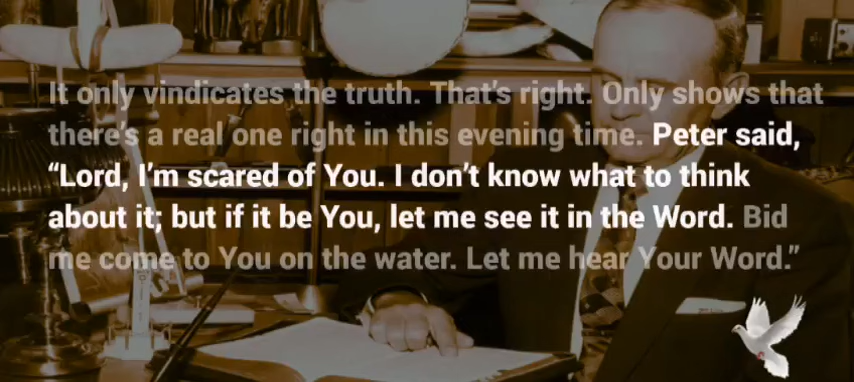 It only vindicates the truth. That's right. Only shows that
there's a real one right in this evening time. Peter said,
“Lord, I'm scared of You. I don't know what to think
about it; but if it be You, let me see it in the Word. Bid
me come to You on the water. Let me hear Your Word.”